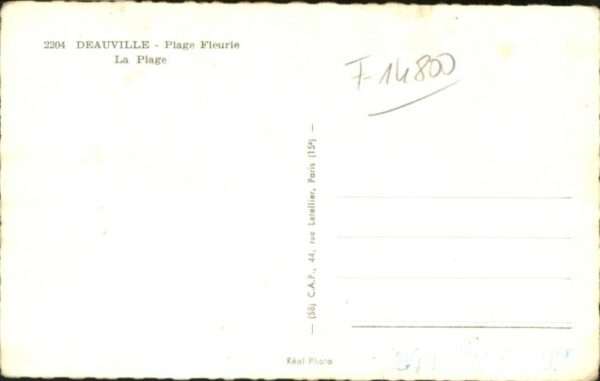 2204 DEAUVILLE - Plage Fleurie
La Plage
F-14800
— (58) C.A.P., 44, rue Letellier, Paris (15e) —
Réal-Photo